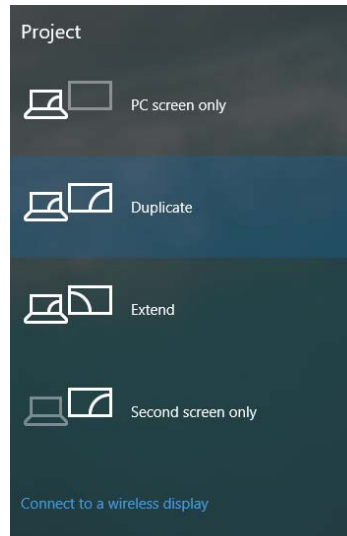 Project
PC screen only
Duplicate
Extend
Second screen only
Connect to a wireless display